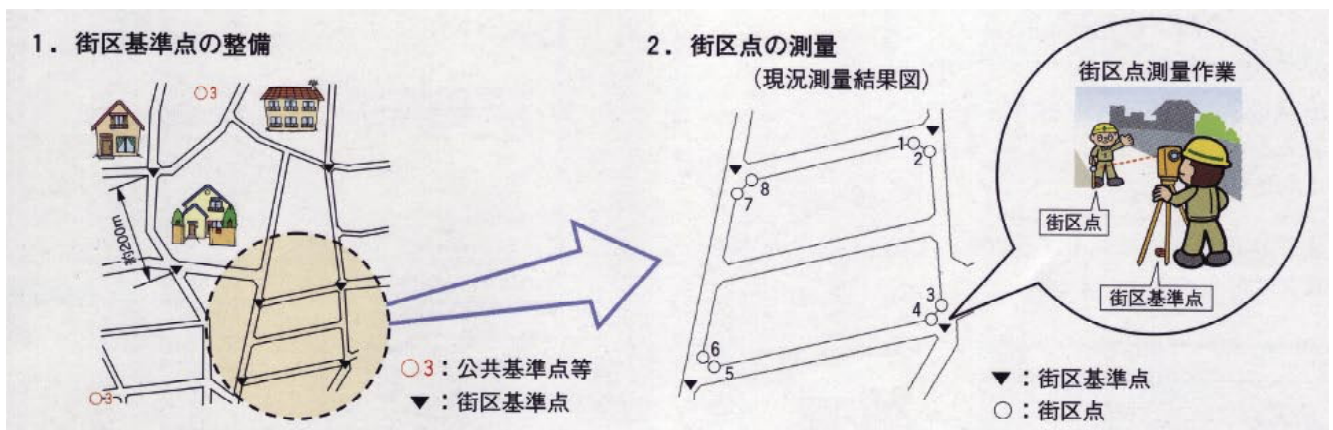 1. 街区基準点の整備
○3
約200m
○3
○3:公共基準点等
▼:街区基準点
2. 街区点の測量
(現況測量結果図)
1
2
8
7
3
4
6
5
▼:街区基準点
○:街区点
街区点測量作業
街区点
街区基準点